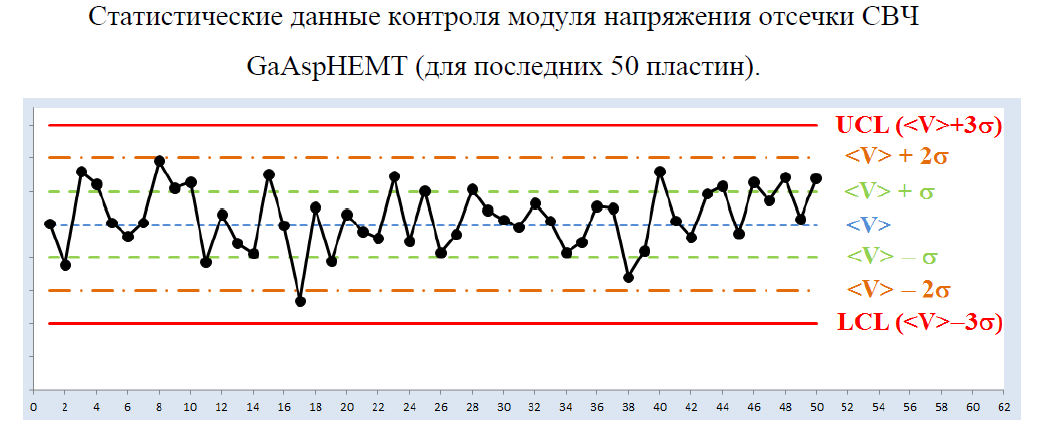 Статистические данные контроля модуля напряжения отсечки СВЧ
GaAspHEMT (для последних 50 пластин).
UCL (<V>+3σ)
<V> + 2σ
<V> + σ
<V>
<V> – σ
<V> – 2σ
LCL (<V>–3σ)
0 2 4 6 8 10 12 14 16 18 20 22 24 26 28 30 32 34 36 38 40 42 44 46 48 50 52 54 56 58 60 62